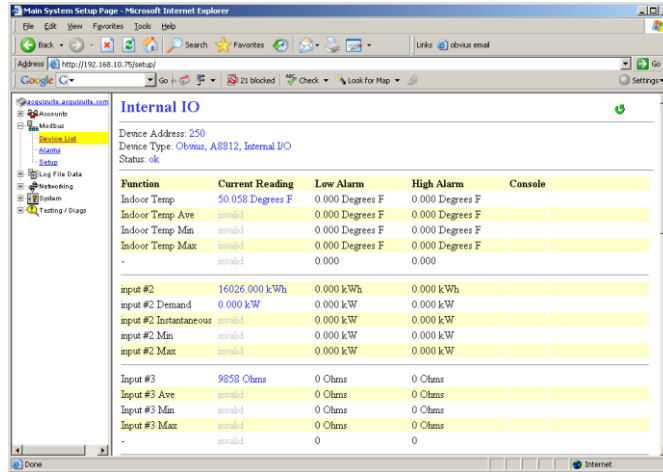 Main System Setup Page - Microsoft Internet Explorer
File Edit View Favorites Tools Help
Back Search Favorites Links obvius email
Address http://192.168.10.75/setup/ Go
Google G Go 21 blocked Check Look for Map Settings
acquisuite.acquisuite.com
Accounts
Modbus
Device List
Alarms
Setup
Log File Data
Networking
System
Testing / Diags
Internal IO
Device Address: 250
Device Type: Obvius, A8812, Internal I/O
Status: ok
Function Current Reading Low Alarm High Alarm Console
Indoor Temp 50.058 Degrees F 0.000 Degrees F 0.000 Degrees F
Indoor Temp Ave invalid 0.000 Degrees F 0.000 Degrees F
Indoor Temp Min invalid 0.000 Degrees F 0.000 Degrees F
Indoor Temp Max invalid 0.000 Degrees F 0.000 Degrees F
- invalid 0.000 0.000
input #2 16026.000 kWh 0.000 kWh 0.000 kWh
input #2 Demand 0.000 kW 0.000 kW 0.000 kW
input #2 Instantaneous invalid 0.000 kW 0.000 kW
input #2 Min invalid 0.000 kW 0.000 kW
input #2 Max invalid 0.000 kW 0.000 kW
Input #3 9858 Ohms 0 Ohms 0 Ohms
Input #3 Ave invalid 0 Ohms 0 Ohms
Input #3 Min invalid 0 Ohms 0 Ohms
Input #3 Max invalid 0 Ohms 0 Ohms
- invalid 0 0
Done Internet